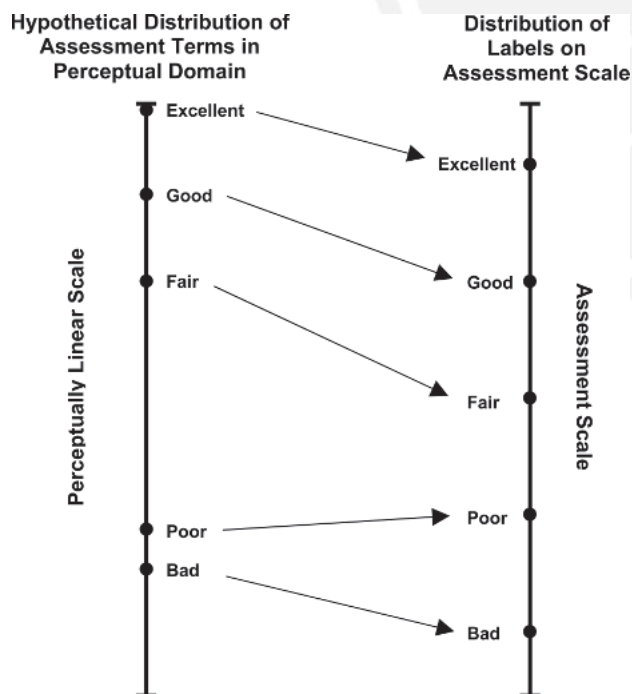 Hypothetical Distribution of
Assessment Terms in
Perceptual Domain
Distribution of
Labels on
Assessment Scale
Excellent
Good
Fair
Poor
Bad
Perceptually Linear Scale
Excellent
Good
Fair
Poor
Bad
Assessment Scale